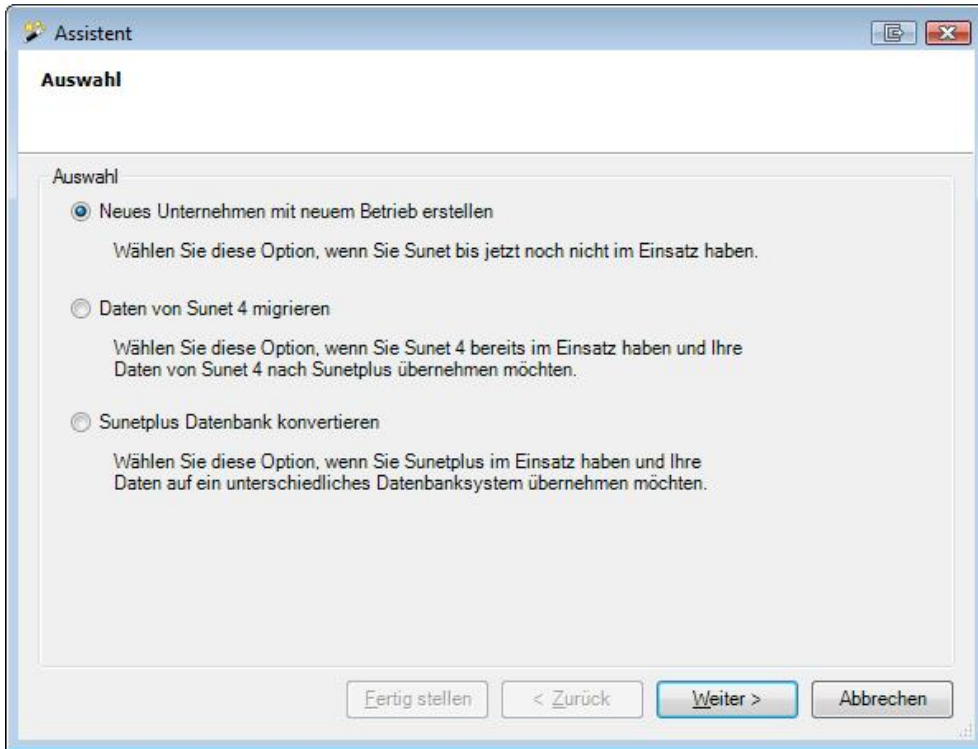 Assistent
Auswahl
Auswahl
Neues Unternehmen mit neuem Betrieb erstellen
Wählen Sie diese Option, wenn Sie Sunet bis jetzt noch nicht im Einsatz haben.
Daten von Sunet 4 migrieren
Wählen Sie diese Option, wenn Sie Sunet 4 bereits im Einsatz haben und Ihre
Daten von Sunet 4 nach Sunetplus übernehmen möchten.
Sunetplus Datenbank konvertieren
Wählen Sie diese Option, wenn Sie Sunetplus im Einsatz haben und Ihre
Daten auf ein unterschiedliches Datenbanksystem übernehmen möchten.
Fertig stellen < Zurück Weiter > Abbrechen